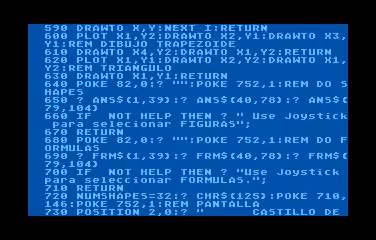 590 DRAWTO X,Y:NEXT I:RETURN
600 PLOT X1,Y2:DRAWTO X2,Y1:DRAWTO X3,
Y1:REM DIBUJO TRAPEZOIDE
610 DRAWTO X4,Y2:DRAWTO X1,Y2:RETURN
620 PLOT X1,Y1:DRAWTO X2,Y1:DRAWTO X1,
Y2:REM TRIANGULO
630 DRAWTO X1,Y1:RETURN
640 POKE 82,0:? "":POKE 752,1:REM DO S
HAPES
650 ? ANS$(1,39):? ANS$(40,78):? ANS$(
79,104)
660 IF  NOT HELP THEN ? " Use Joystick
 para selecionar FIGURAS";
670 RETURN
680 POKE 82,0:? "":POKE 752,1:REM DO F
ORMULAS
690 ? FRM$(1,39):? FRM$(40,78):? FRM$(
79,104)
700 IF  NOT HELP THEN ? "Use Joystick
para seleccionar FORMULAS.";
710 RETURN
720 NUMSHAPES=32:? CHR$(125):POKE 710,
146:POKE 752,1:REM PANTALLA
730 POSITION 2,0:? "      CASTILLO DE